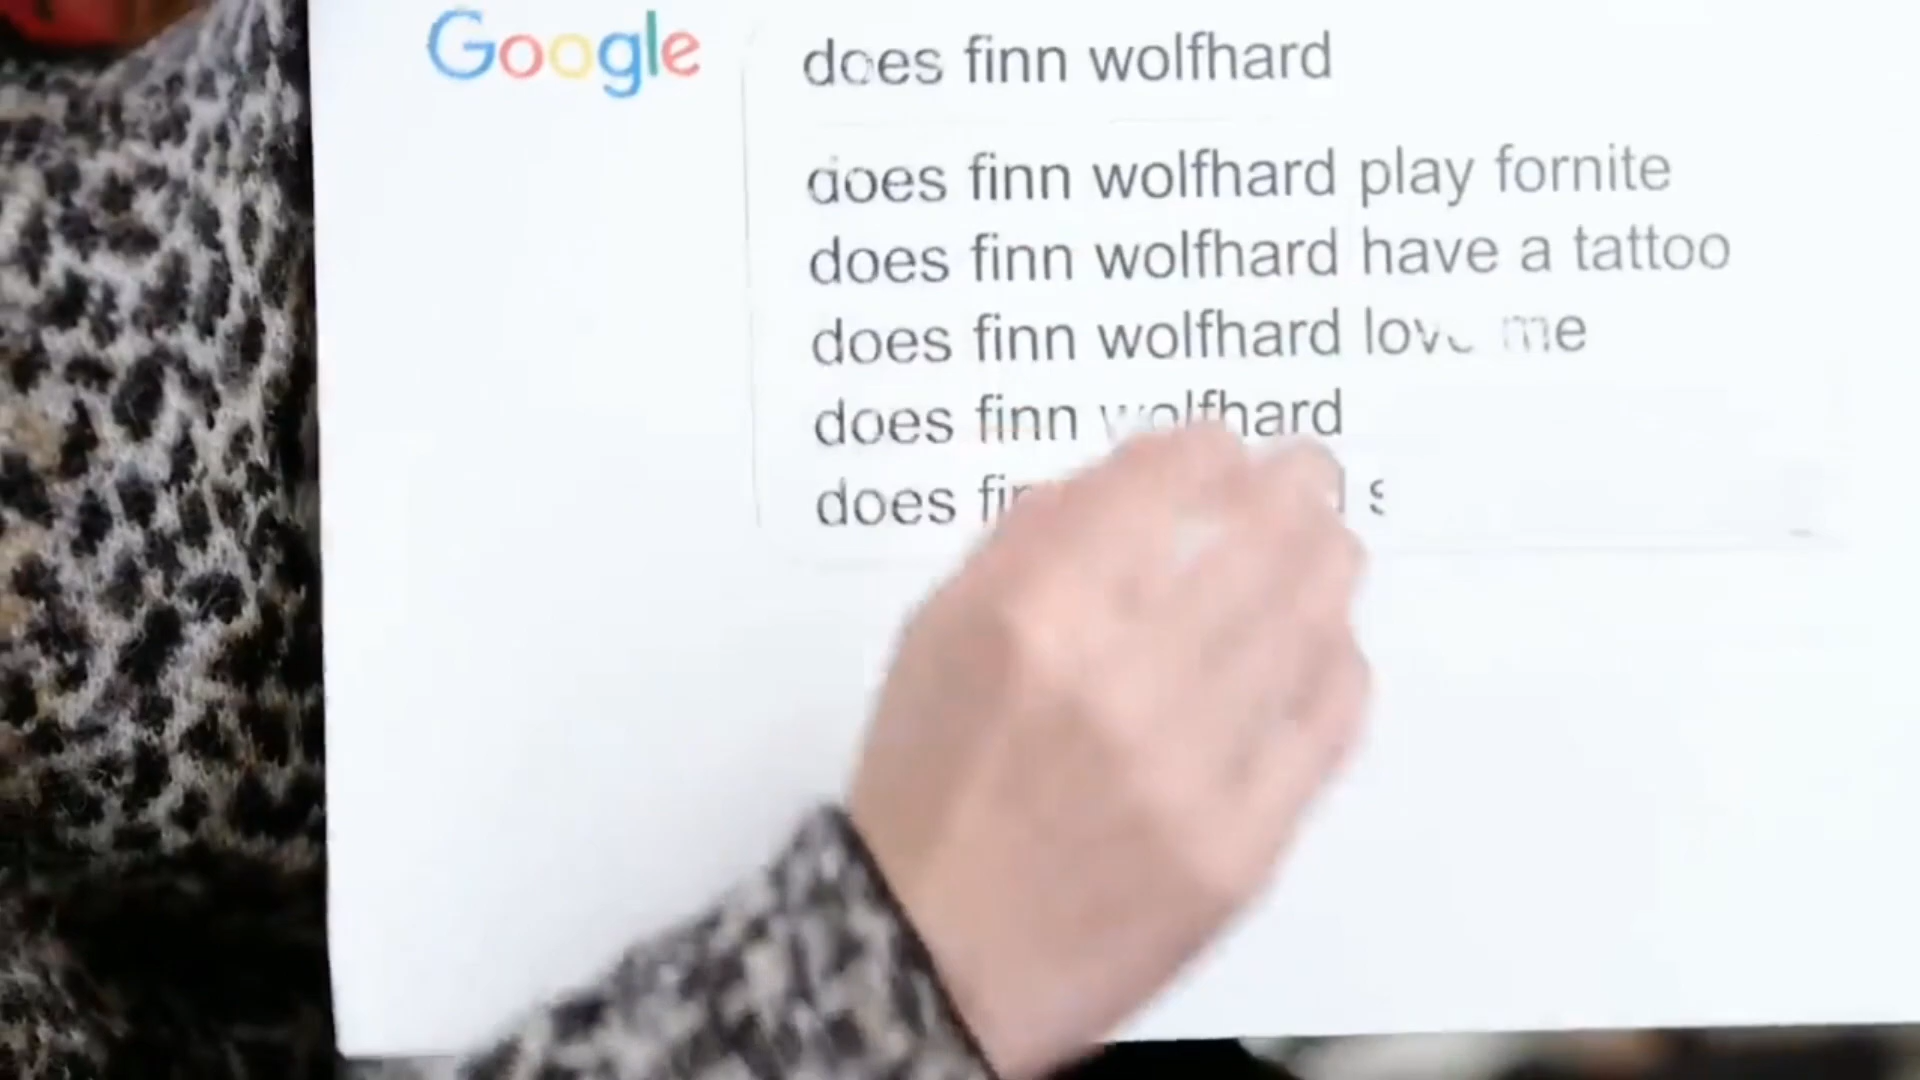 Google
does finn wolfhard
does finn wolfhard play fornite
does finn wolfhard have a tattoo
does finn wolfhard love me
does finn wolfhard
does